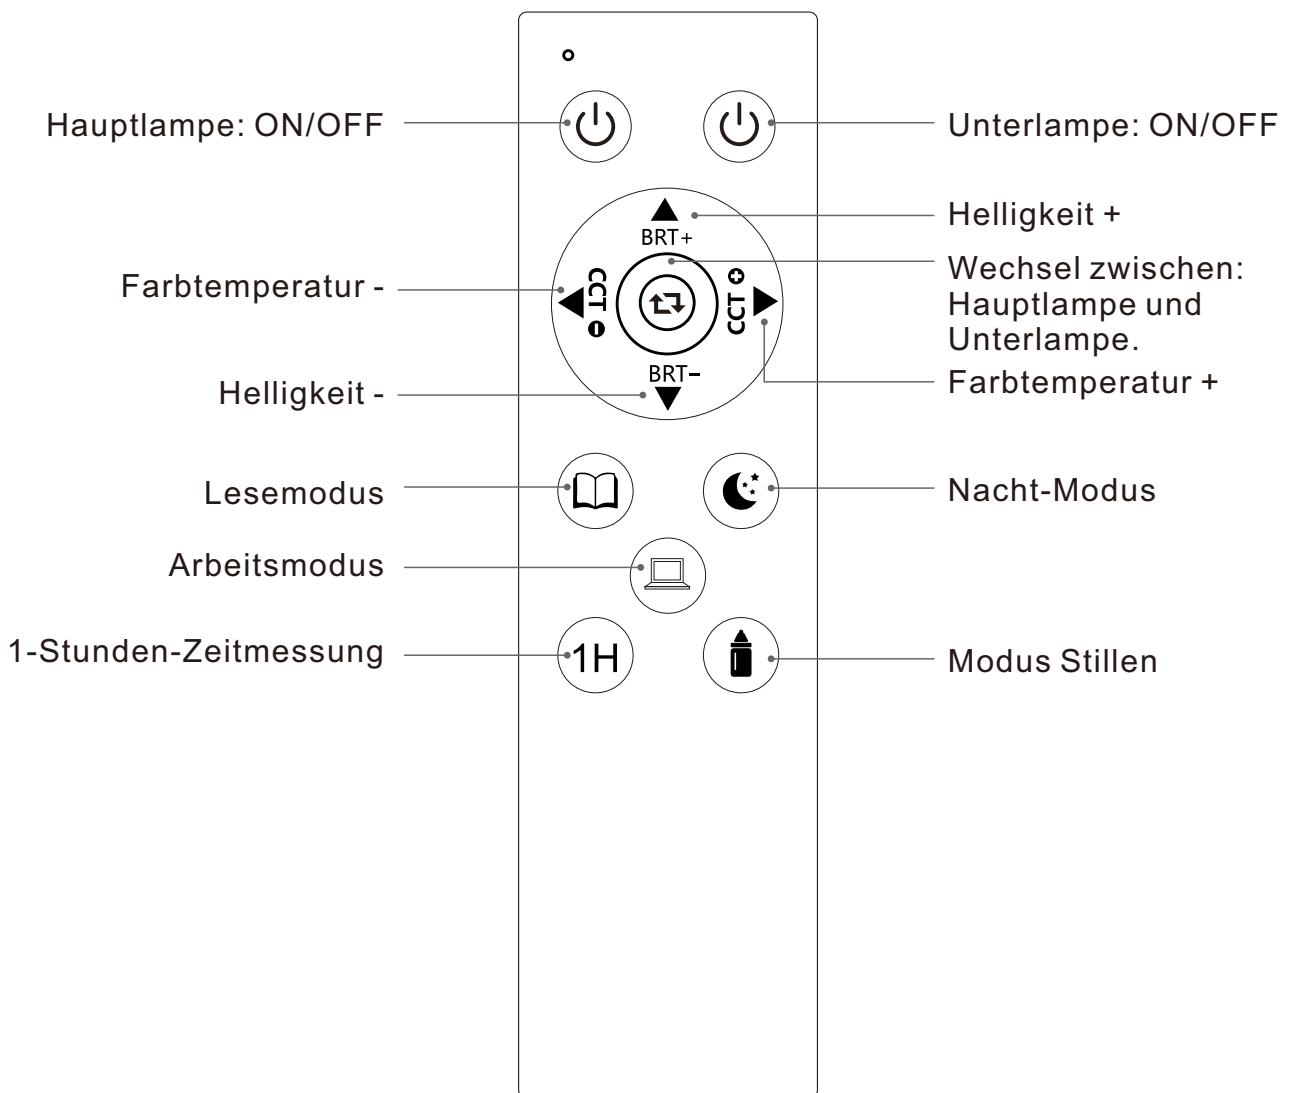 Hauptlampe: ON/OFF
Unterlampe: ON/OFF
Helligkeit +
BRT+
Wechsel zwischen:
Hauptlampe und
Unterlampe.
Farbtemperatur -
CCT
CCT
BRT-
Farbtemperatur +
Helligkeit -
Lesemodus
Nacht-Modus
Arbeitsmodus
1-Stunden-Zeitmessung
1H
Modus Stillen